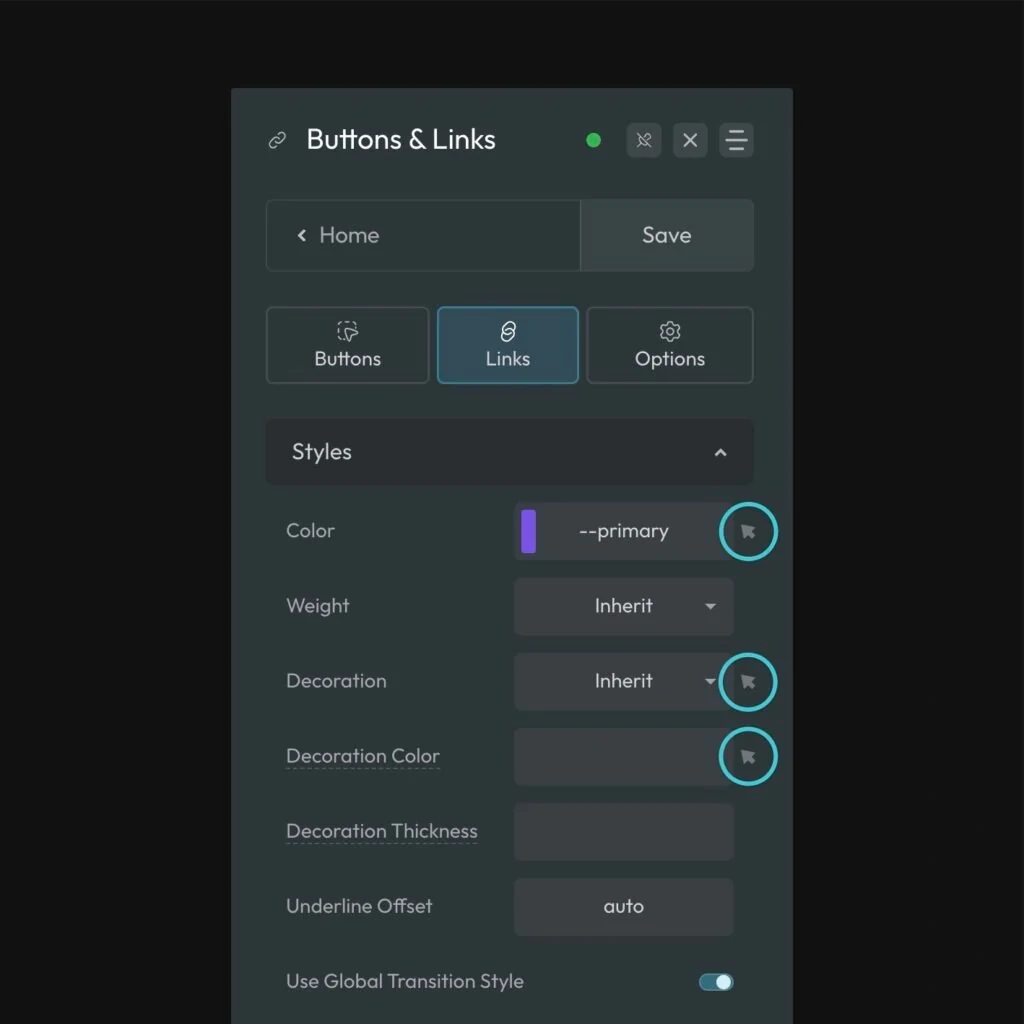 Buttons & Links
Home
Save
Buttons
Links
Options
Styles
Color
--primary
Weight
Inherit
Decoration
Inherit
Decoration Color
Decoration Thickness
Underline Offset
auto
Use Global Transition Style